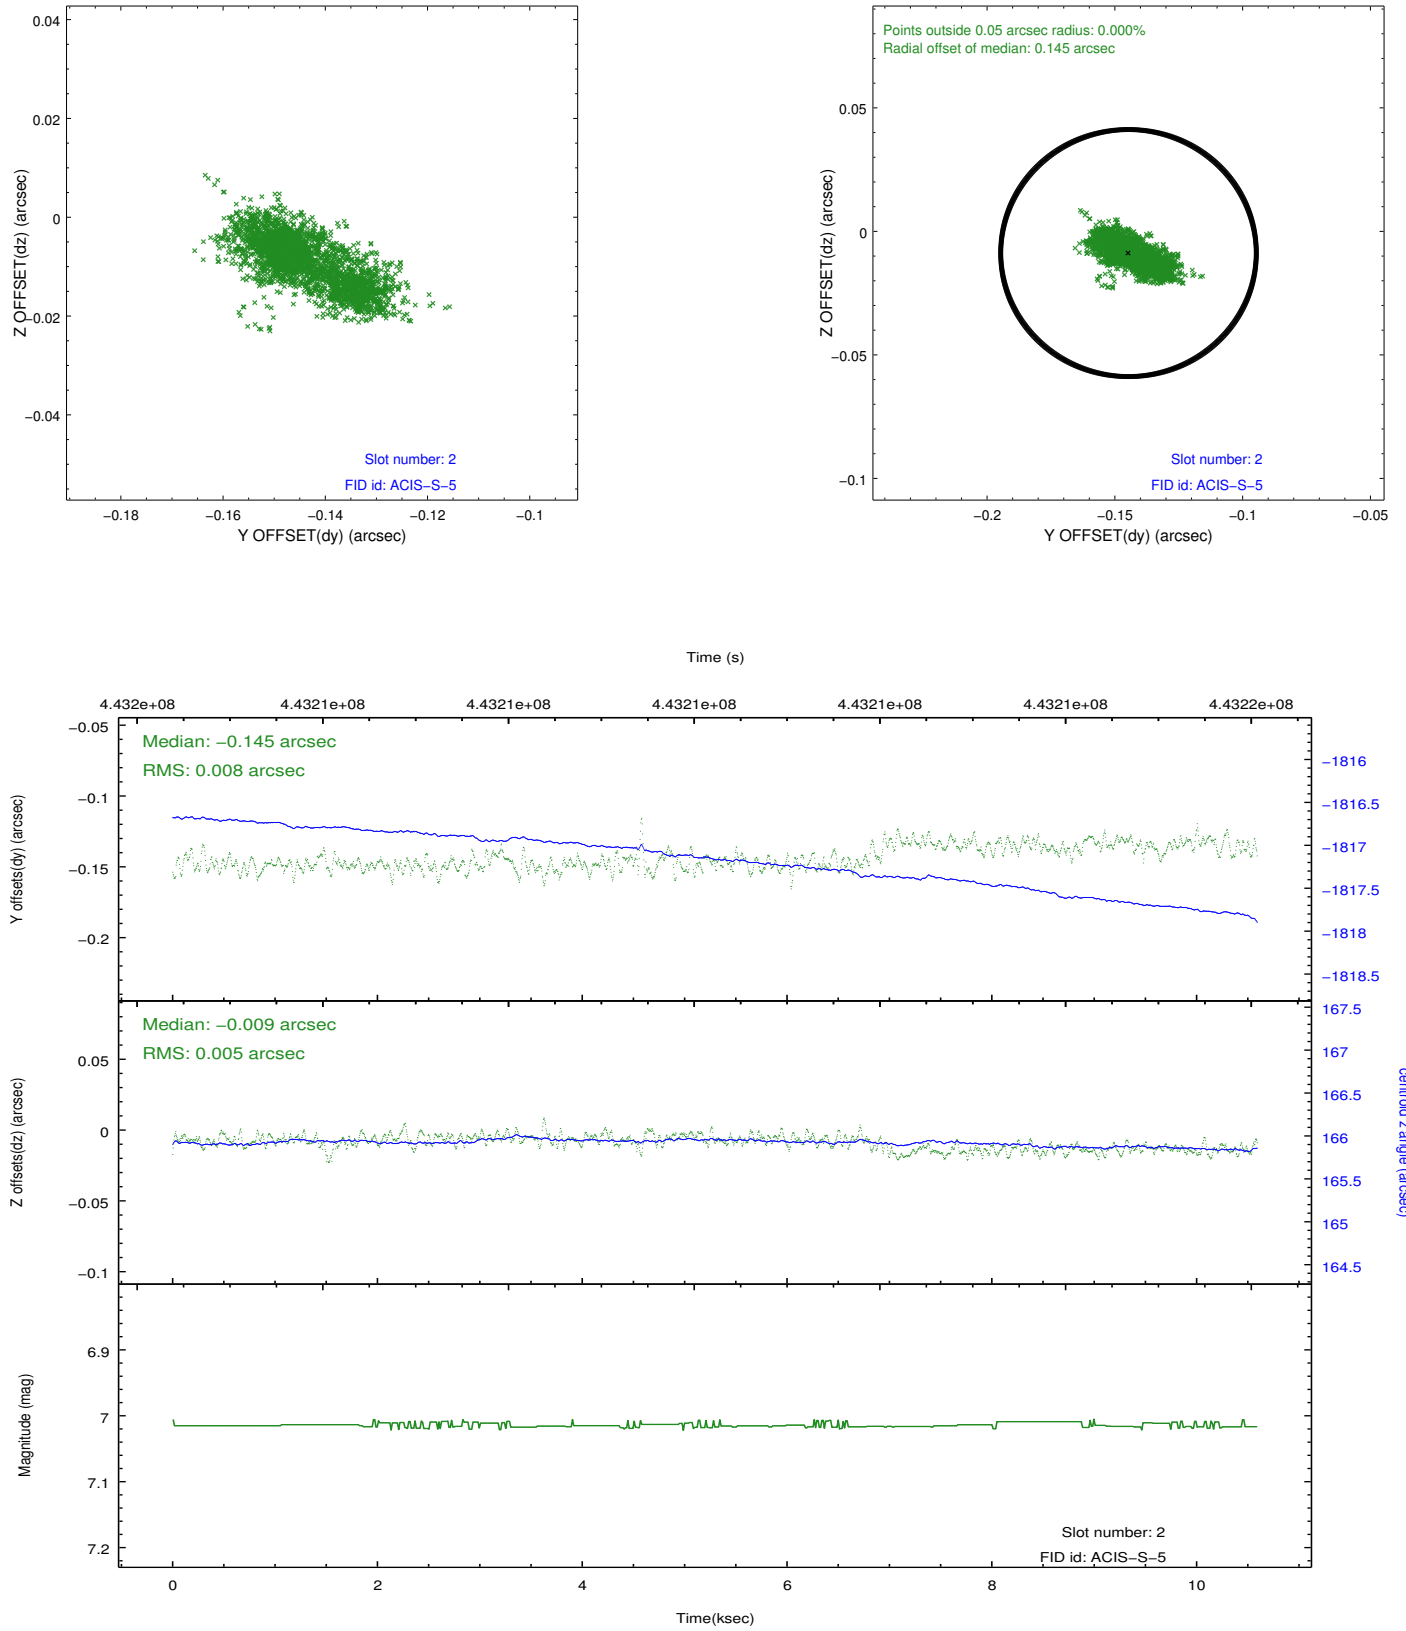 0.04
0.02
0
−0.02
−0.04
Z OFFSET(dz) (arcsec)
Slot number: 2
FID id: ACIS−S−5
−0.18
−0.16
−0.14
−0.12
−0.1
Y OFFSET(dy) (arcsec)
Points outside 0.05 arcsec radius: 0.000%
Radial offset of median: 0.145 arcsec
0.05
0
−0.05
−0.1
Z OFFSET(dz) (arcsec)
Slot number: 2
FID id: ACIS−S−5
−0.2
−0.15
−0.1
−0.05
Y OFFSET(dy) (arcsec)
Time (s)
4.432e+08
4.4321e+08
4.4321e+08
4.4321e+08
4.4321e+08
4.4321e+08
4.4322e+08
Median: −0.145 arcsec
RMS: 0.008 arcsec
−0.05
−0.1
−0.15
−0.2
Y offsets(dy) (arcsec)
−1816
−1816.5
−1817
−1817.5
−1818
−1818.5
Median: −0.009 arcsec
RMS: 0.005 arcsec
0.05
0
−0.05
−0.1
Z offsets(dz) (arcsec)
167.5
167
166.5
166
165.5
165
164.5
centroid z angle (arcsec)
6.9
7
7.1
7.2
Magnitude (mag)
Slot number: 2
FID id: ACIS−S−5
0
2
4
6
8
10
Time(ksec)